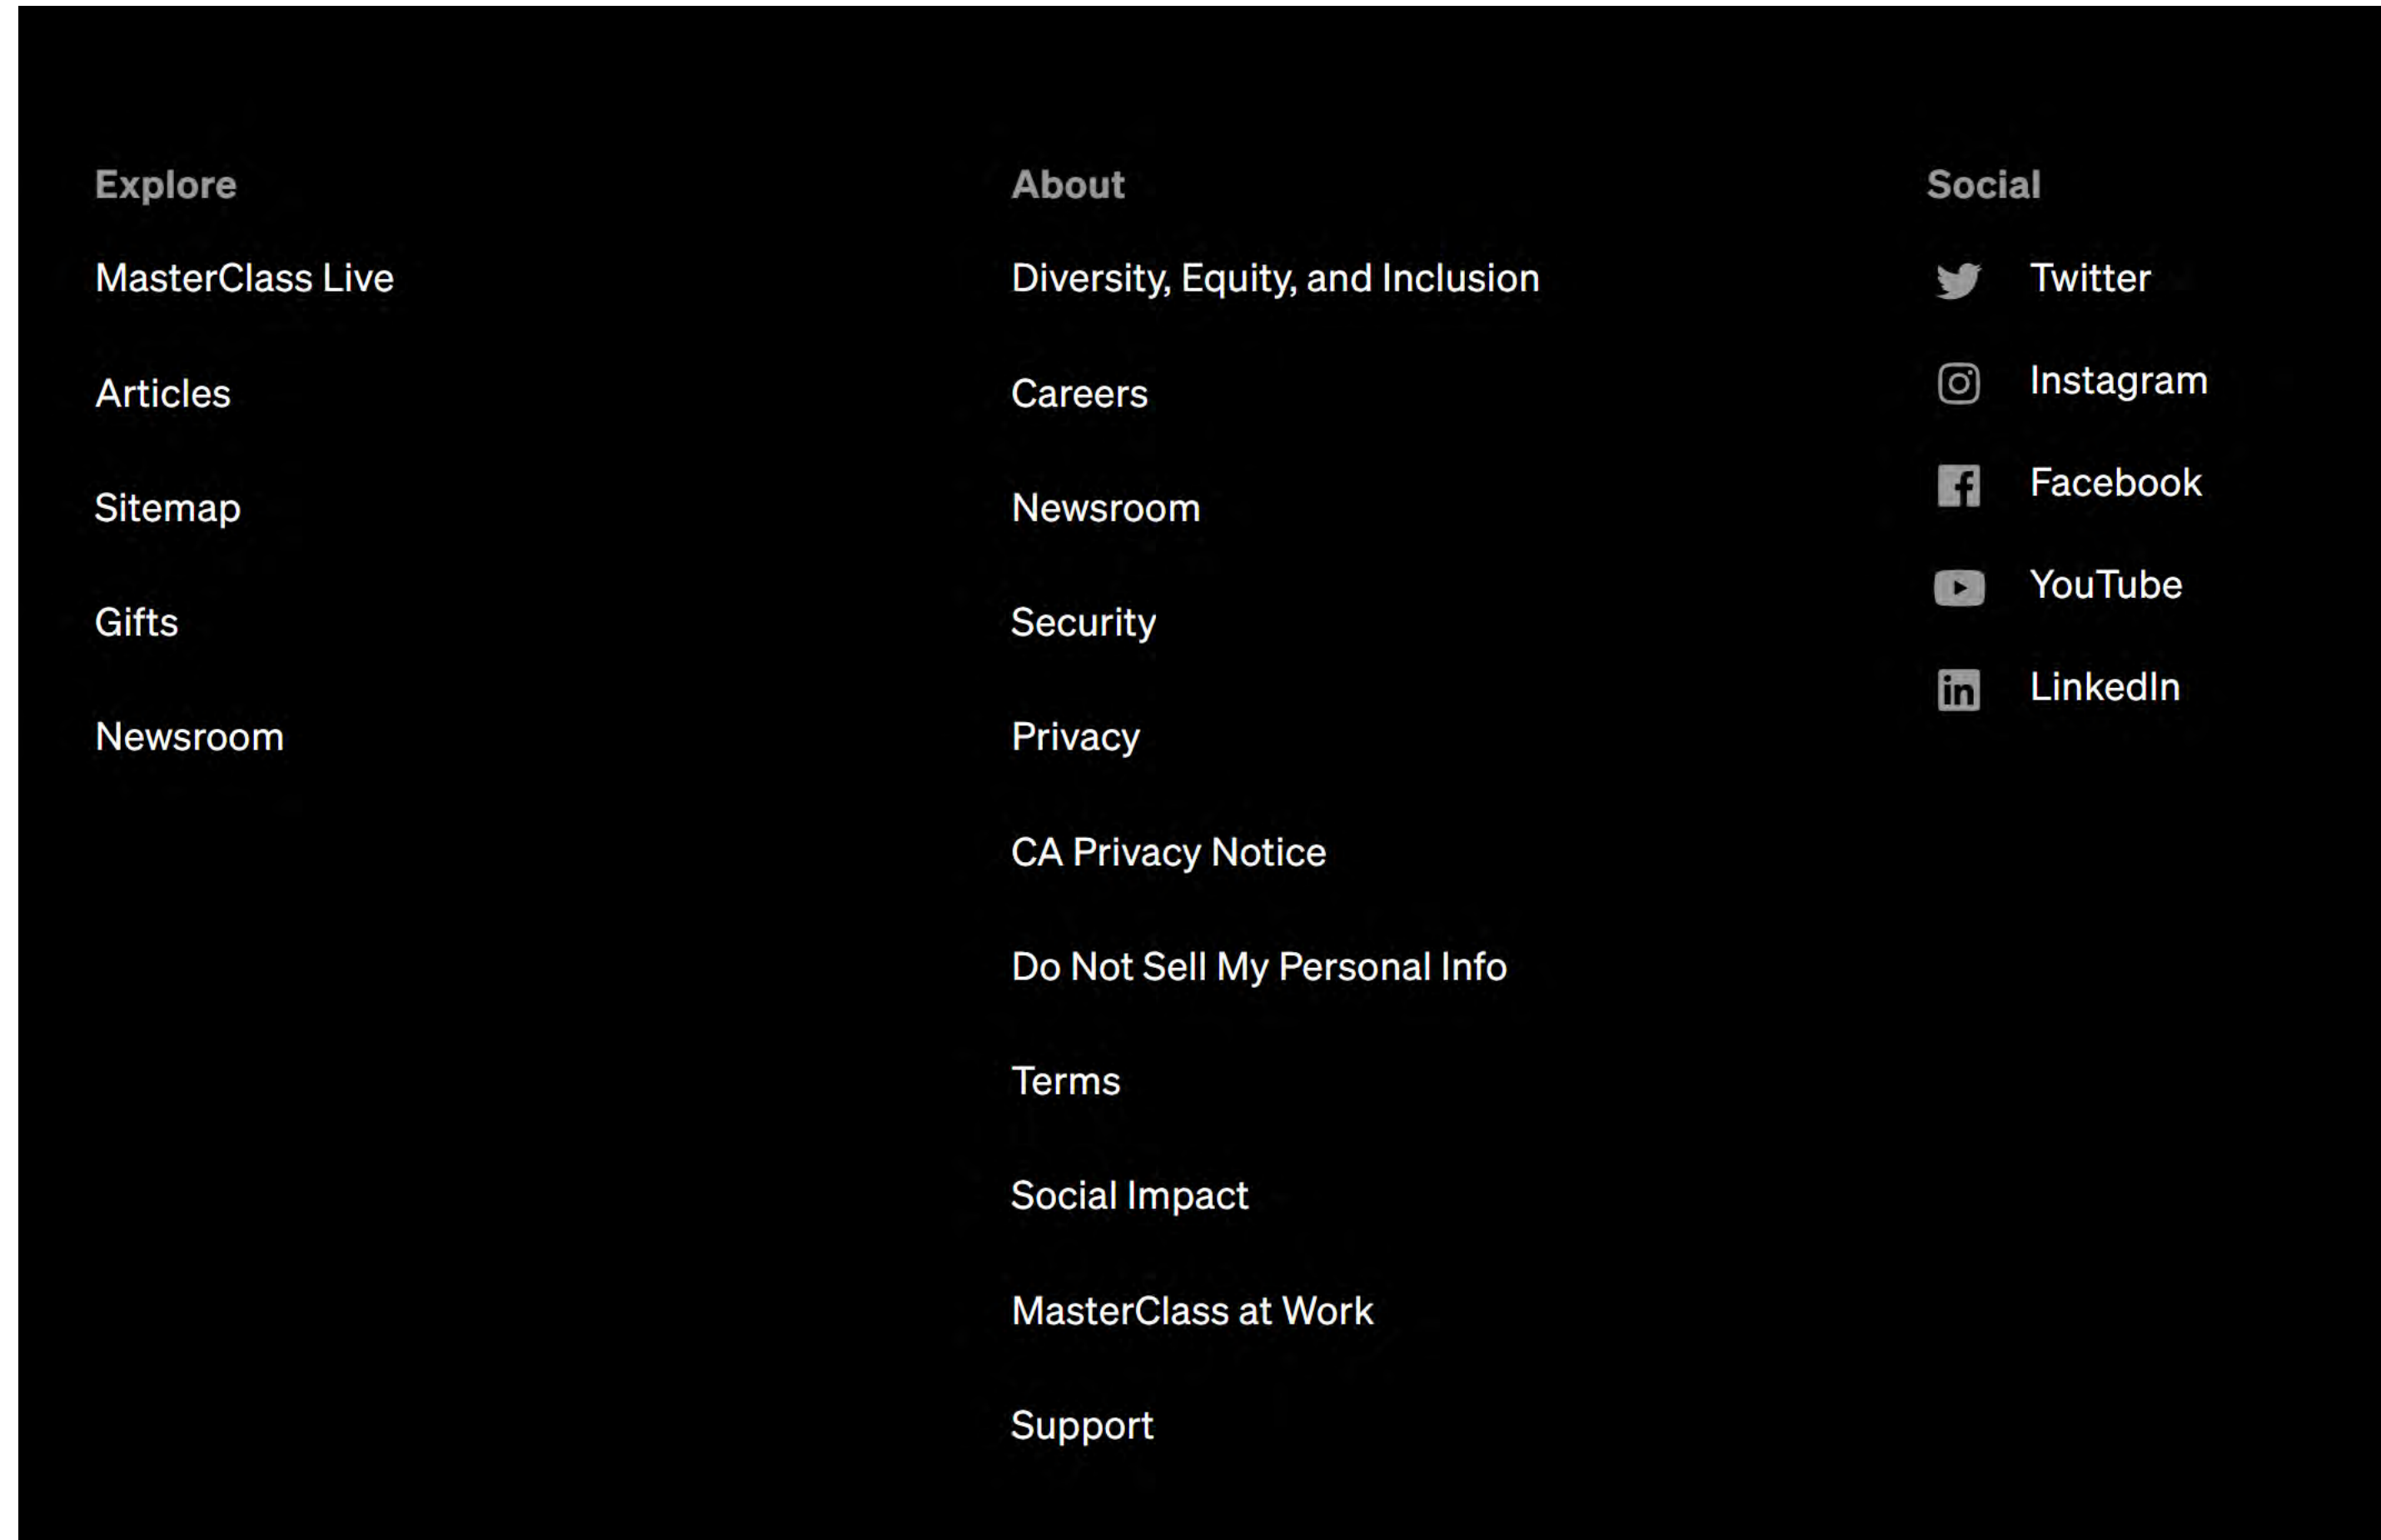 Explore
MasterClass Live
Articles
Sitemap
Gifts
Newsroom
About
Diversity, Equity, and Inclusion
Careers
Newsroom
Security
Privacy
CA Privacy Notice
Do Not Sell My Personal Info
Terms
Social Impact
MasterClass at Work
Support
Social
Twitter
Instagram
Facebook
YouTube
LinkedIn